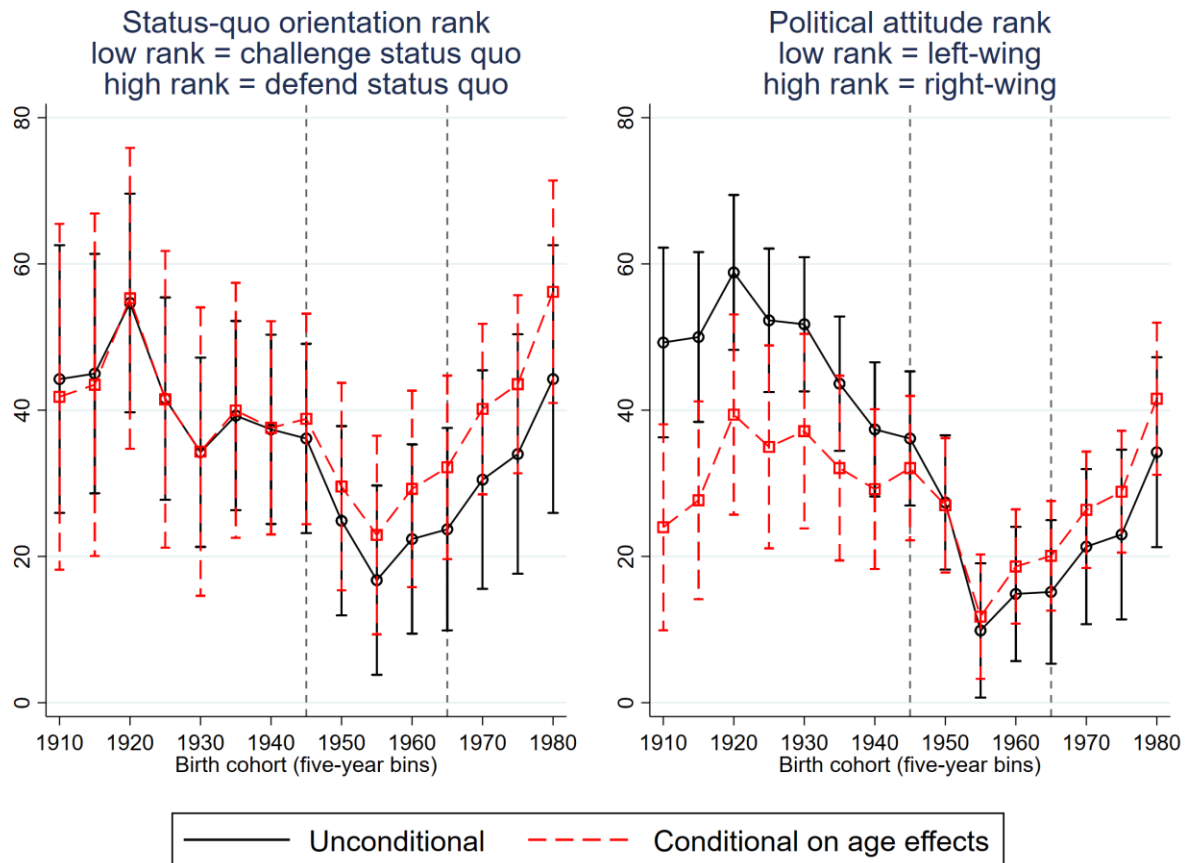 Status-quo orientation rank
low rank = challenge status quo
high rank = defend status quo
80
60
40
20
0
1910 1920 1930 1940 1950 1960 1970 1980
Birth cohort (five-year bins)
Political attitude rank
low rank = left-wing
high rank = right-wing
80
60
40
20
0
1910 1920 1930 1940 1950 1960 1970 1980
Birth cohort (five-year bins)
Unconditional Conditional on age effects